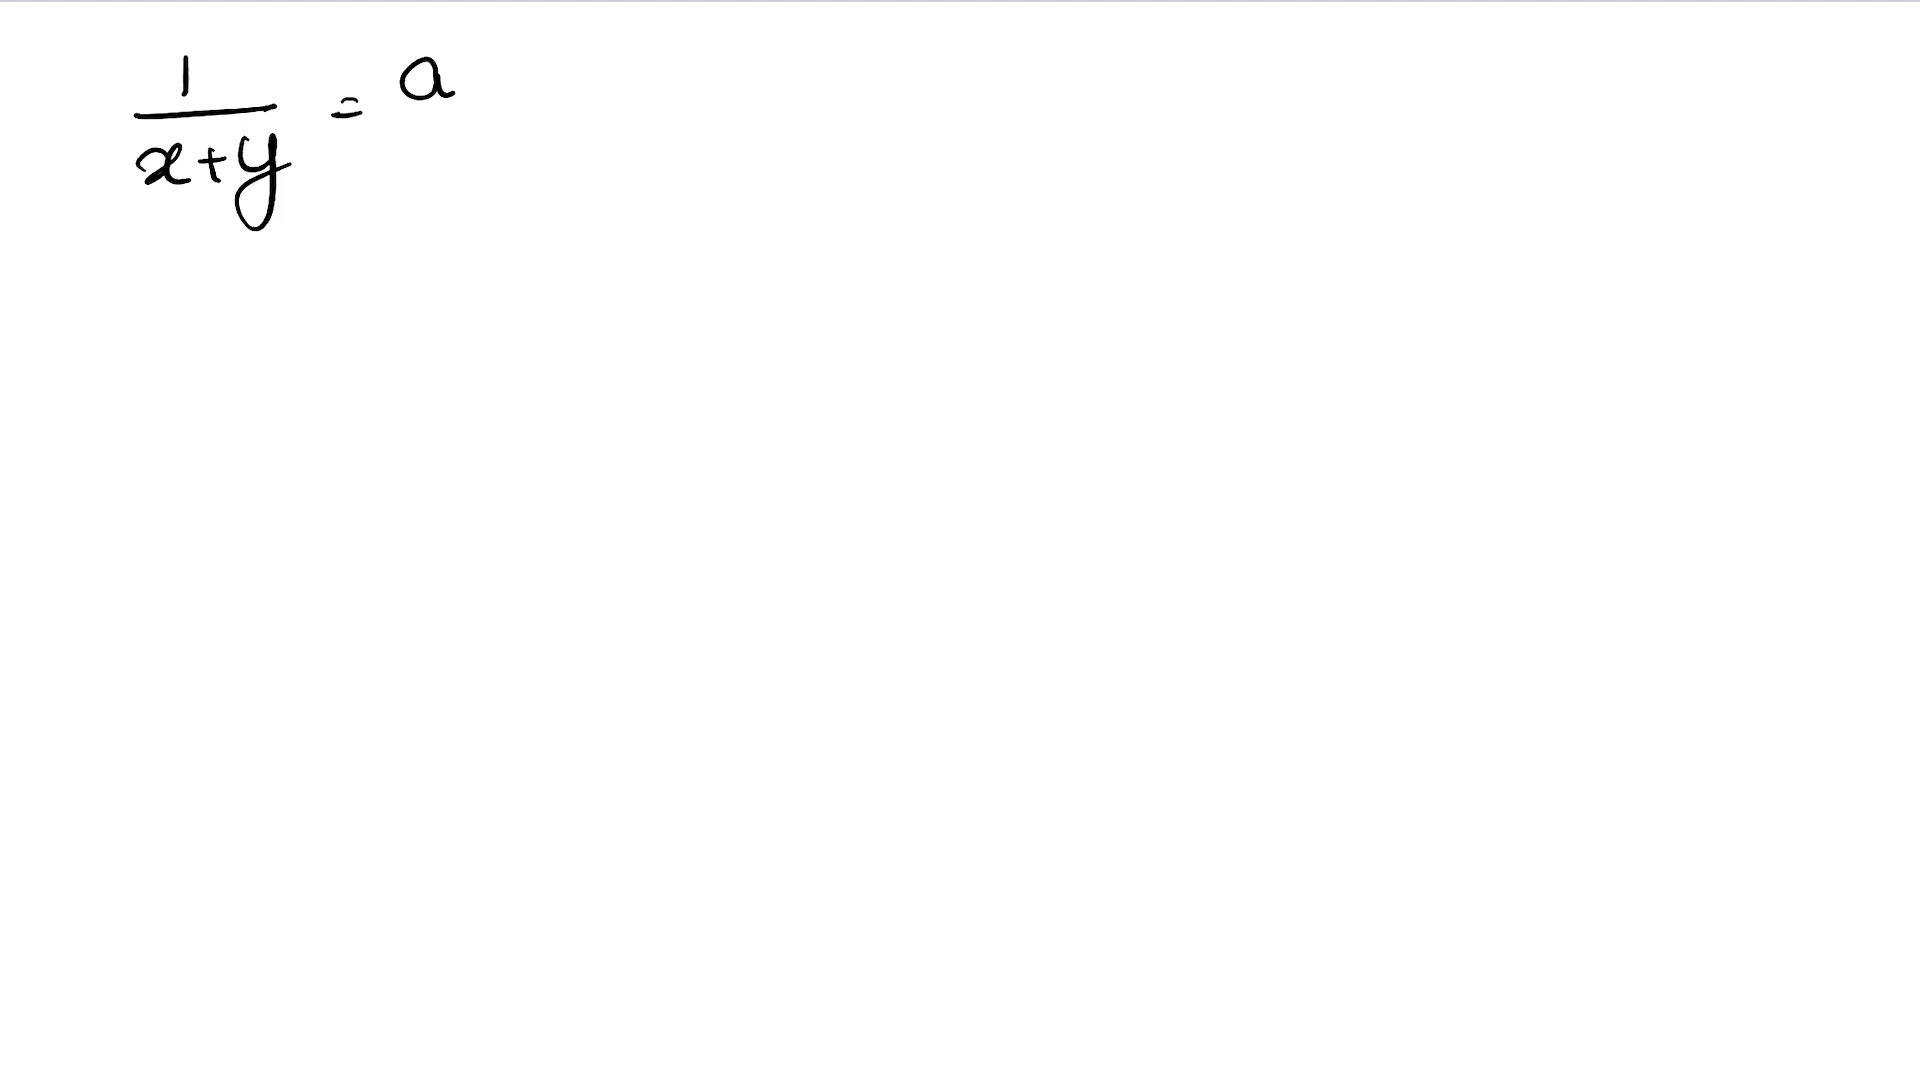 1/(x+y) = a